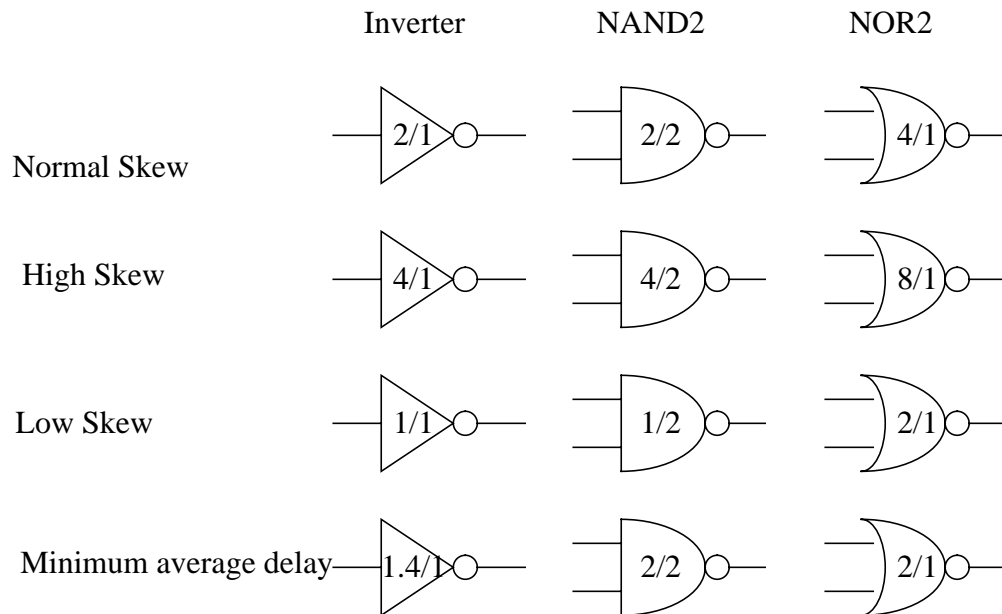 Inverter NAND2 NOR2
2/1 2/2 4/1
Normal Skew
High Skew 4/1 4/2 8/1
Low Skew 1/1 1/2 2/1
Minimum average delay 1.4/1 2/2 2/1